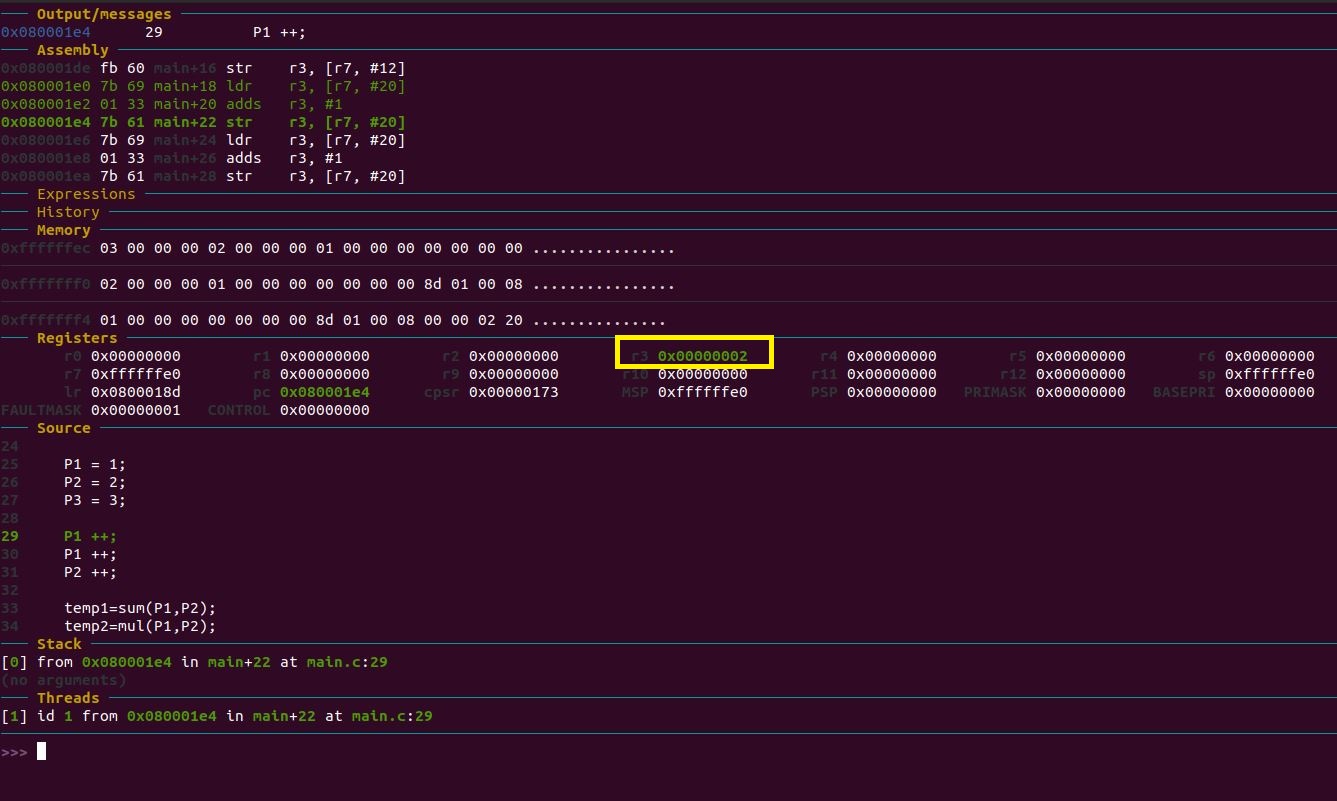 Output/messages
0x080001e4 29 P1 ++;
Assembly
0x080001de fb 60 main+16 str r3, [r7, #12]
0x080001e0 7b 69 main+18 ldr r3, [r7, #20]
0x080001e2 01 33 main+20 adds r3, #1
0x080001e4 7b 61 main+22 str r3, [r7, #20]
0x080001e6 7b 69 main+24 ldr r3, [r7, #20]
0x080001e8 01 33 main+26 adds r3, #1
0x080001ea 7b 61 main+28 str r3, [r7, #20]
Expressions
History
Memory
0xffffffec 03 00 00 00 02 00 00 00 01 00 00 00 00 00 00 00 ................
0xfffffff0 02 00 00 00 01 00 00 00 00 00 00 00 8d 01 00 08 ................
0xfffffff4 01 00 00 00 00 00 00 00 8d 01 00 08 00 00 02 20 ...............
Registers
r0 0x00000000 r1 0x00000000 r2 0x00000000 r3 0x00000002 r4 0x00000000 r5 0x00000000 r6 0x00000000
r7 0xffffffe0 r8 0x00000000 r9 0x00000000 r10 0x00000000 r11 0x00000000 r12 0x00000000 sp 0xffffffe0
lr 0x0800018d pc 0x080001e4 cpsr 0x00000173 MSP 0xffffffe0 PSP 0x00000000 PRIMASK 0x00000000 BASEPRI 0x00000000
FAULTMASK 0x00000001 CONTROL 0x00000000
Source
24
25 P1 = 1;
26 P2 = 2;
27 P3 = 3;
28
29 P1 ++;
30 P1 ++;
31 P2 ++;
32
33 temp1=sum(P1,P2);
34 temp2=mul(P1,P2);
Stack
[0] from 0x080001e4 in main+22 at main.c:29
(no arguments)
Threads
[1] id 1 from 0x080001e4 in main+22 at main.c:29
>>>